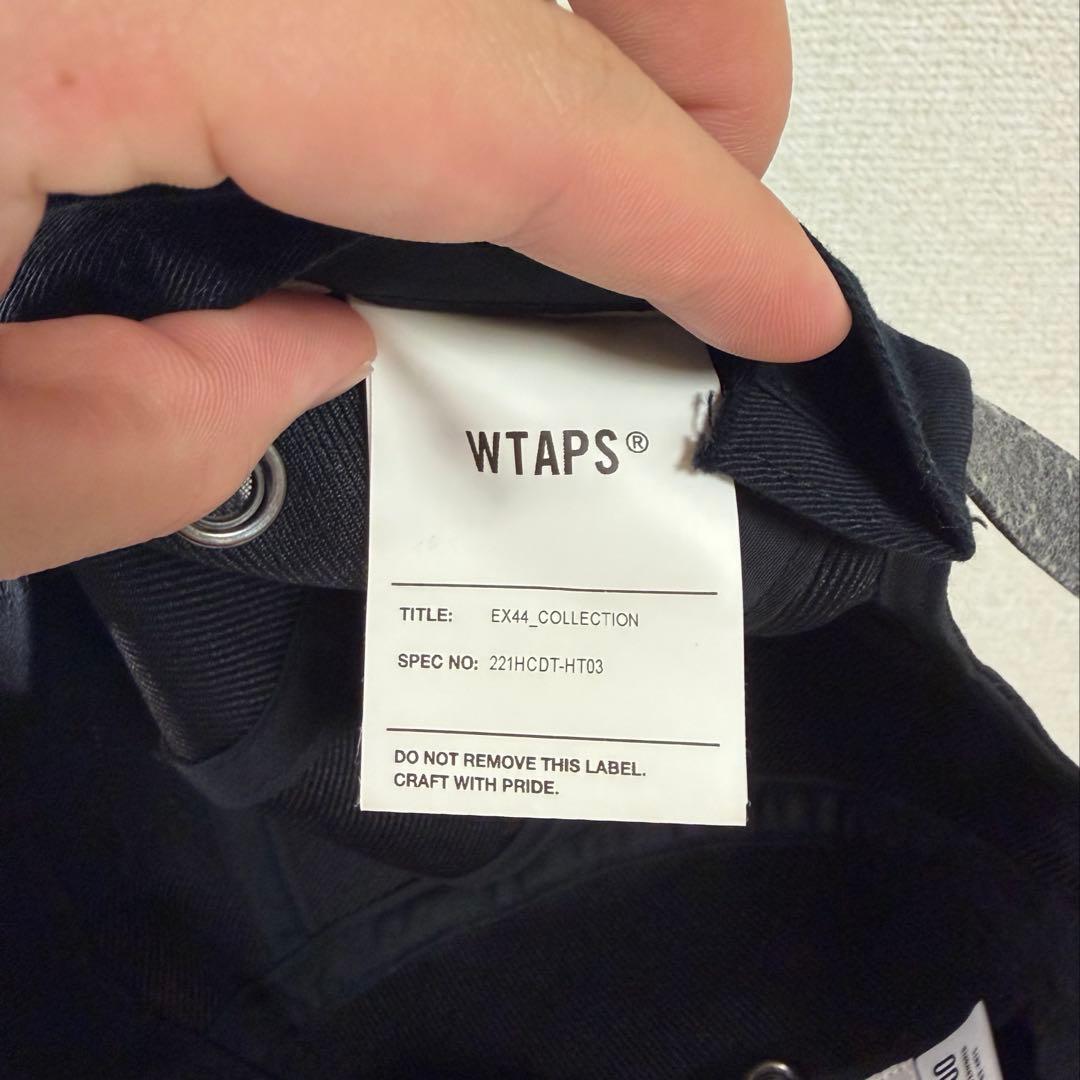 WTAPS®
TITLE: EX44_COLLECTION
SPEC NO: 221HCDT-HT03
DO NOT REMOVE THIS LABEL.
CRAFT WITH PRIDE.